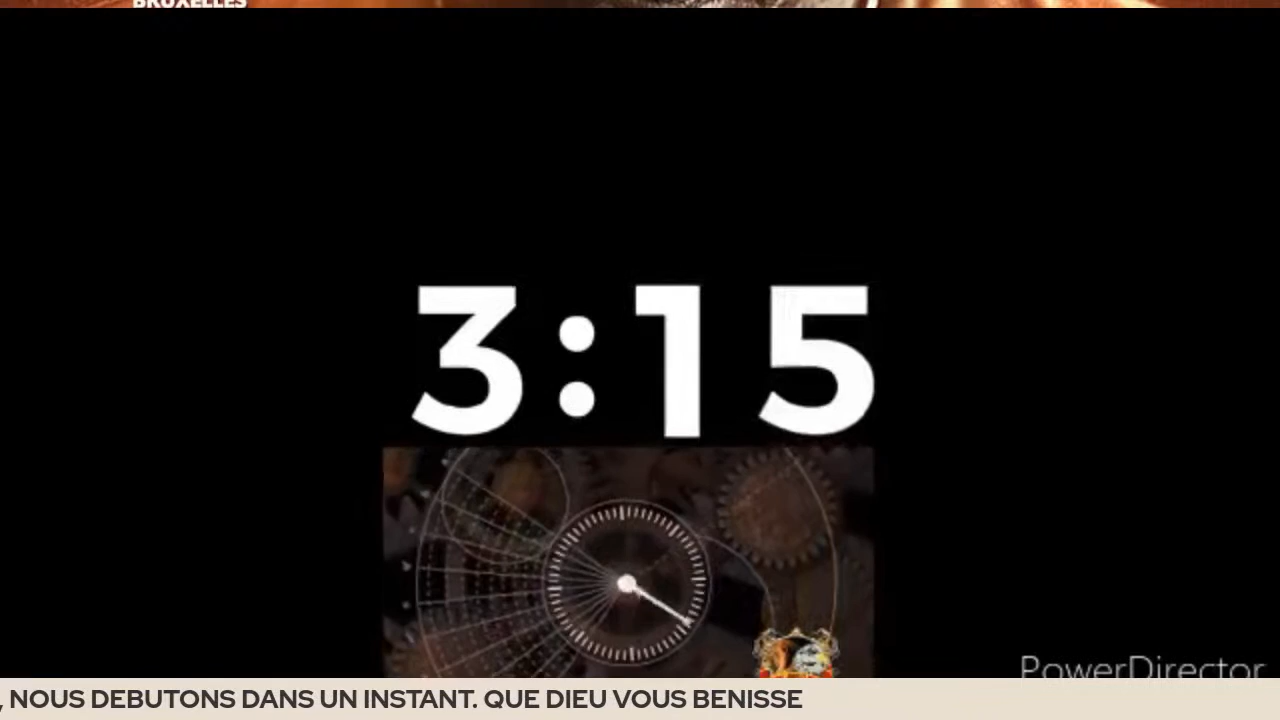 BRUXELLES
3:15
PowerDirector
, NOUS DEBUTONS DANS UN INSTANT. QUE DIEU VOUS BENISSE